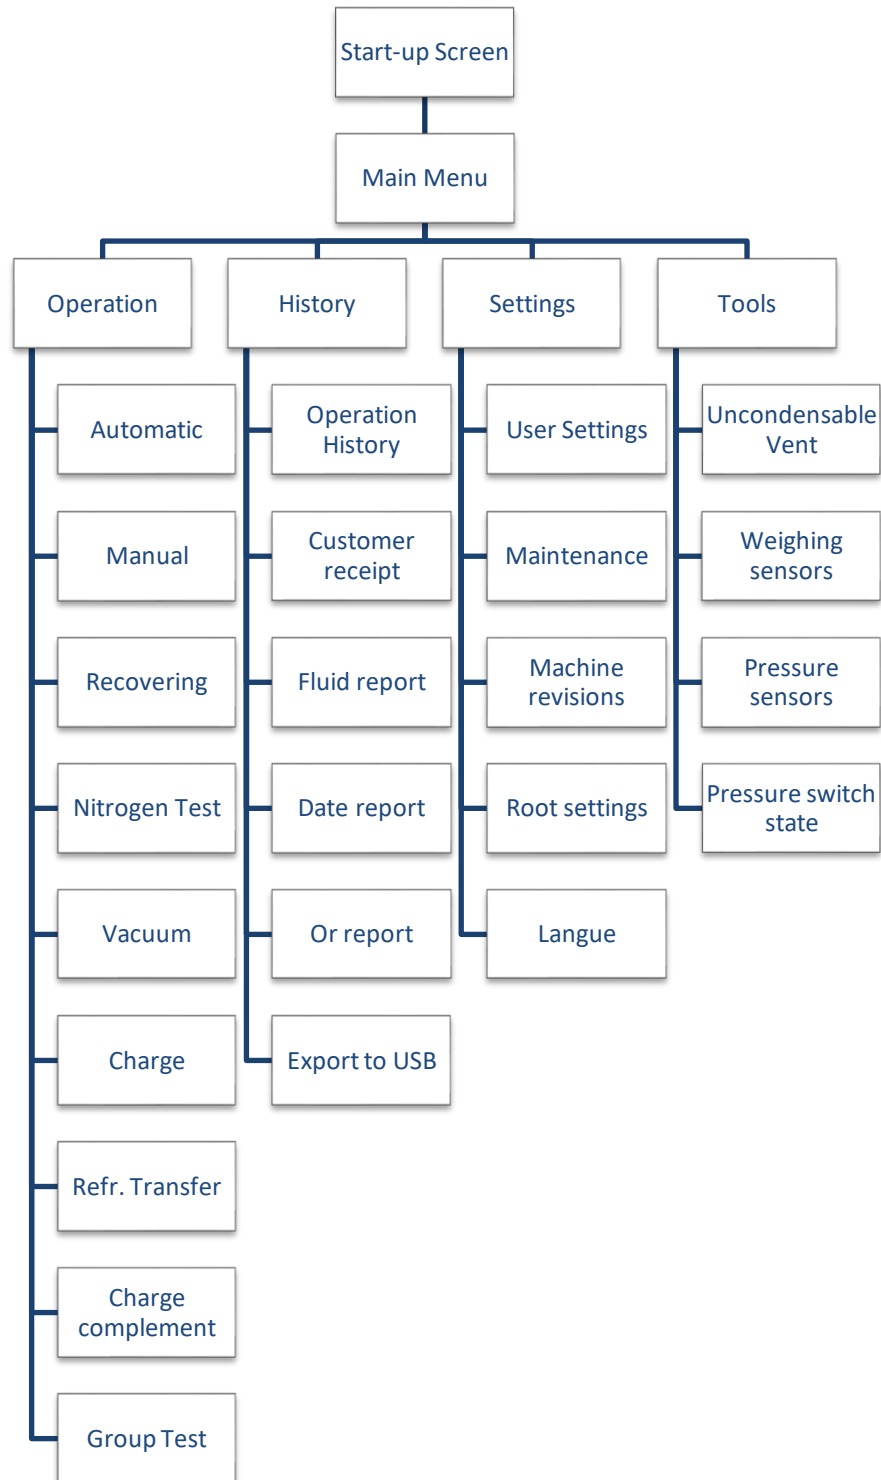 Start-up Screen
Main Menu
Operation
History
Settings
Tools
Automatic
Manual
Recovering
Nitrogen Test
Vacuum
Charge
Refr. Transfer
Charge
complement
Group Test
Operation
History
Customer
receipt
Fluid report
Date report
Or report
Export to USB
User Settings
Maintenance
Machine
revisions
Root settings
Langue
Uncondensable
Vent
Weighing
sensors
Pressure
sensors
Pressure switch
state